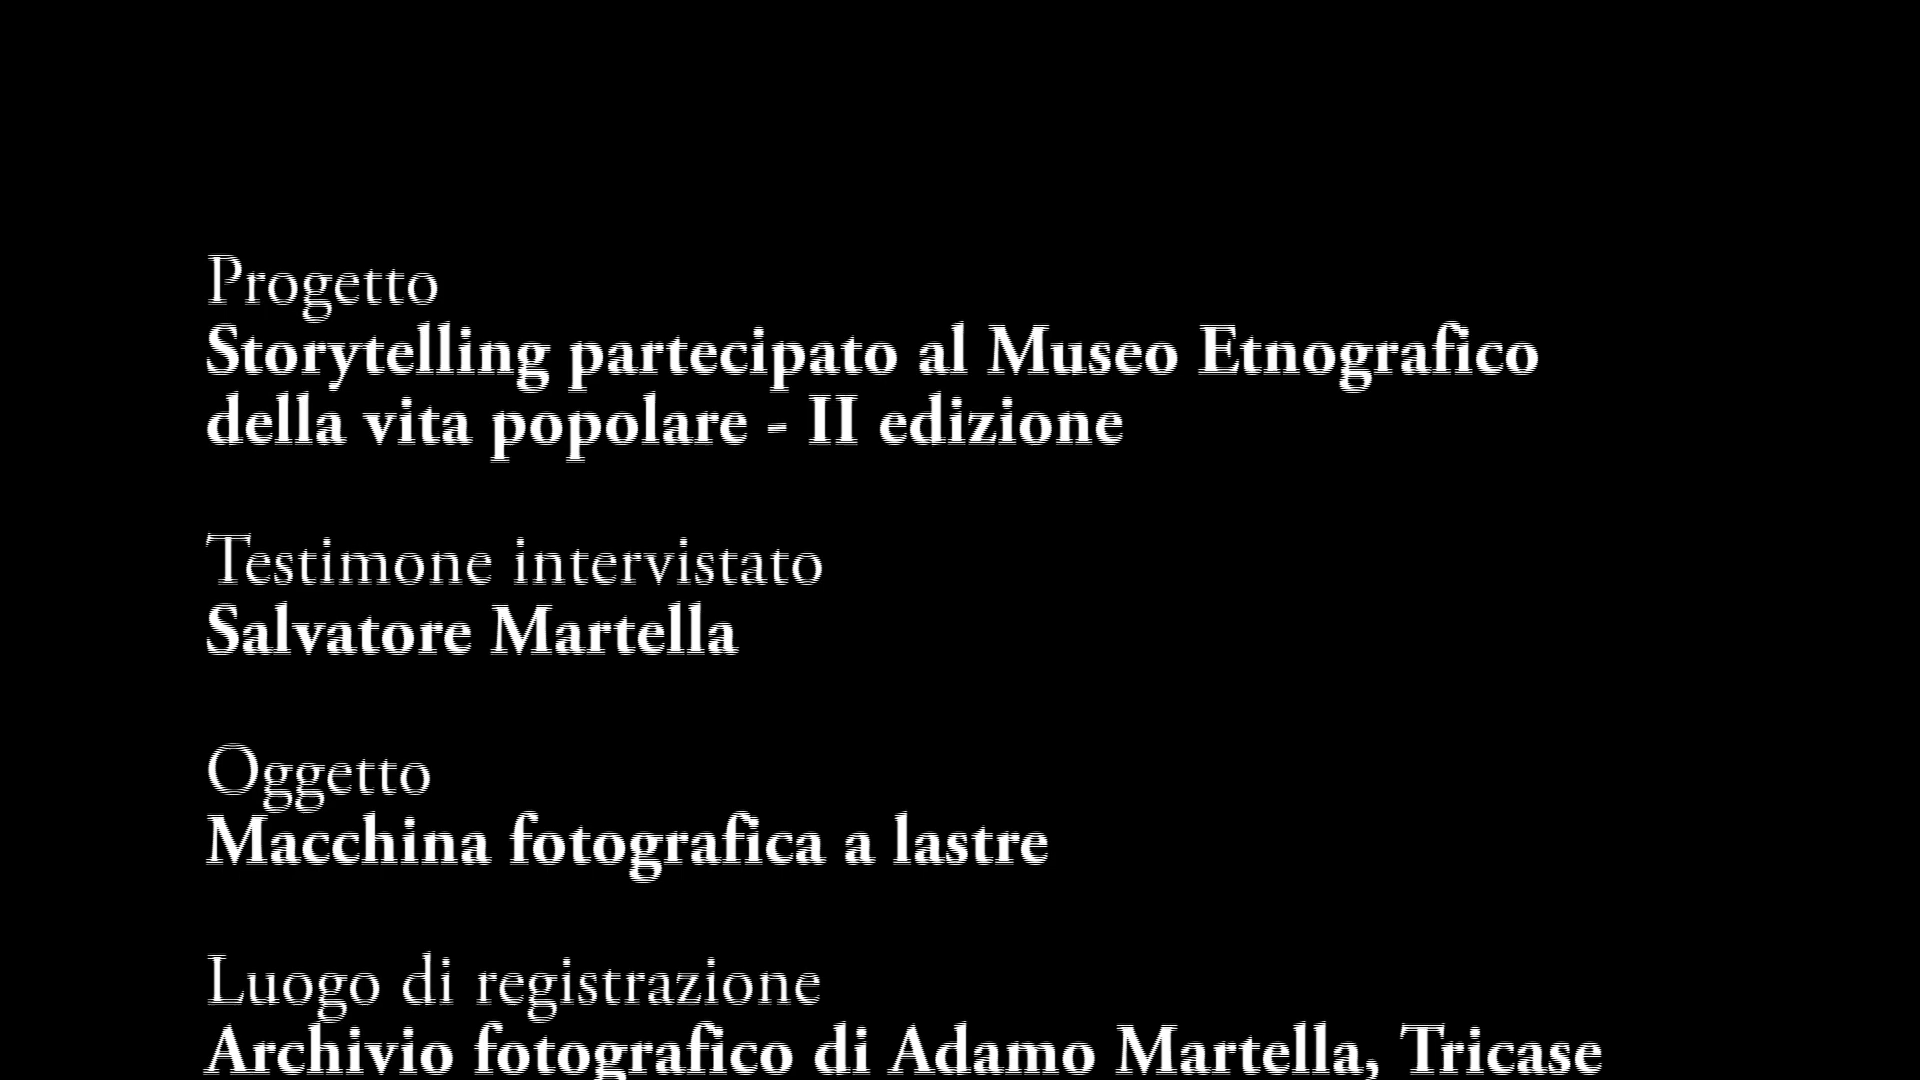 Progetto
Storytelling partecipato al Museo Etnografico
della vita popolare - II edizione
Testimone intervistato
Salvatore Martella
Oggetto
Macchina fotografica a lastre
Luogo di registrazione
Archivio fotografico di Adamo Martella, Tricase